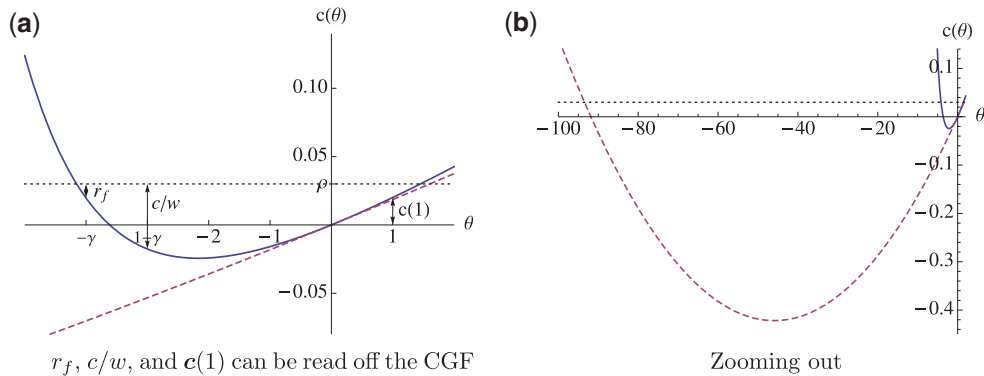 (a)
c(θ)
0.10
0.05
ρ
r_f
c/w
c(1)
−γ
1−γ
−2
−1
1
θ
−0.05
r_f, c/w, and c(1) can be read off the CGF
(b)
c(θ)
0.1
−100
−80
−60
−40
−20
θ
−0.1
−0.2
−0.3
−0.4
Zooming out